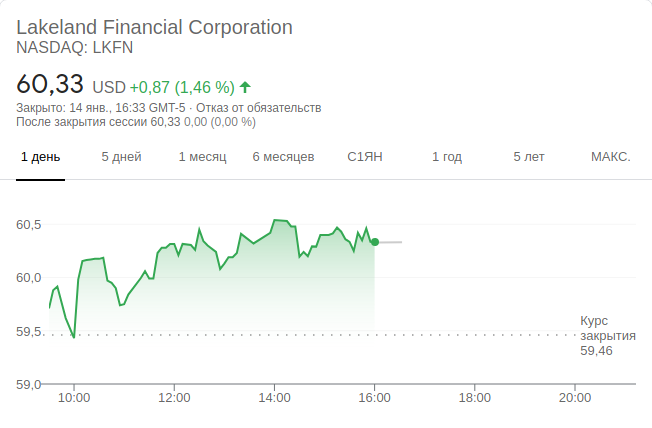 Lakeland Financial Corporation
NASDAQ: LKFN
60,33 USD +0,87 (1,46 %)
Закрыто: 14 янв., 16:33 GMT-5 · Отказ от обязательств
После закрытия сессии 60,33 0,00 (0,00 %)
1 день 5 дней 1 месяц 6 месяцев С1ЯН 1 год 5 лет МАКС.
60,5
60,0
59,5
59,0
Курс
закрытия
59,46
10:00 12:00 14:00 16:00 18:00 20:00